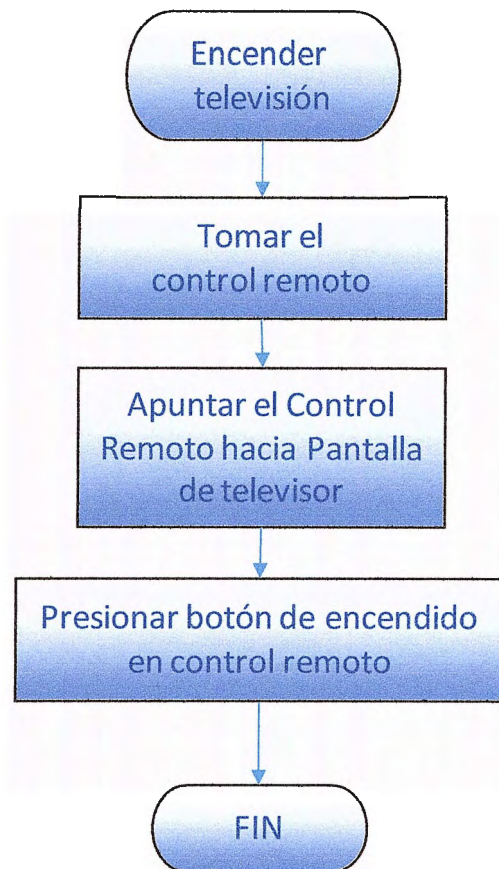 Encender
televisión
Tomar el
control remoto
Apuntar el Control
Remoto hacia Pantalla
de televisor
Presionar botón de encendido
en control remoto
FIN